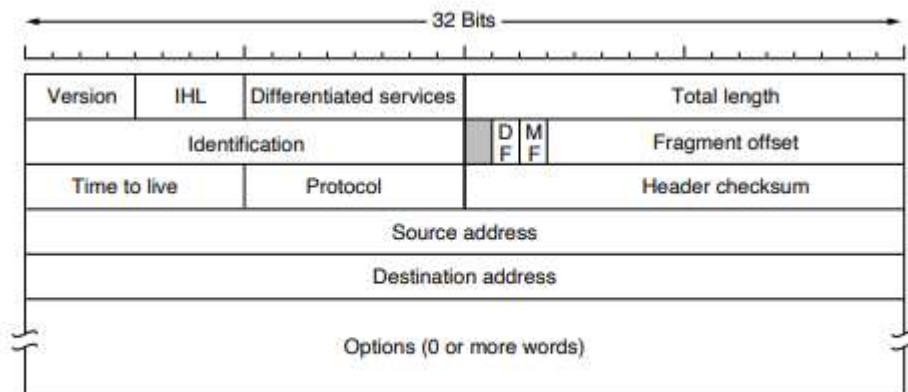 32 Bits
Version IHL Differentiated services Total length
Identification D F M F Fragment offset
Time to live Protocol Header checksum
Source address
Destination address
Options (0 or more words)